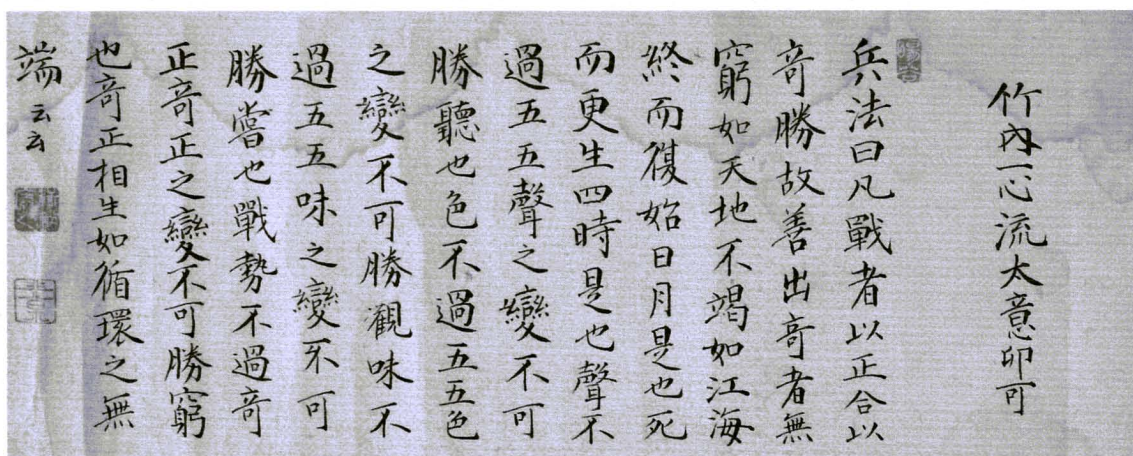 竹内一心流太意卯可
兵法曰凡戰者以正合以
奇勝故善出奇者無
窮如天地不竭如江海
終而復始日月是也死
而更生四時是也聲不
過五五聲之變不可
勝聽也色不過五五色
之變不可勝觀味不
過五五味之變不可
勝嘗也戰勢不過奇
正奇正之變不可勝窮
也奇正相生如循環之無
端云云